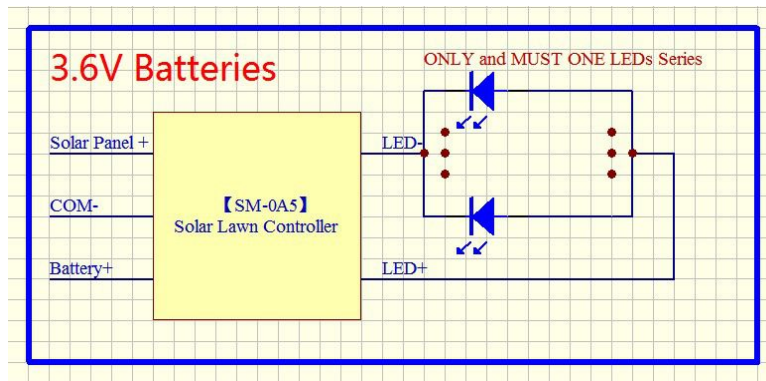 3.6V Batteries
ONLY and MUST ONE LEDs Series
Solar Panel +
LED-
COM-
【SM-0A5】
Solar Lawn Controller
Battery+
LED+